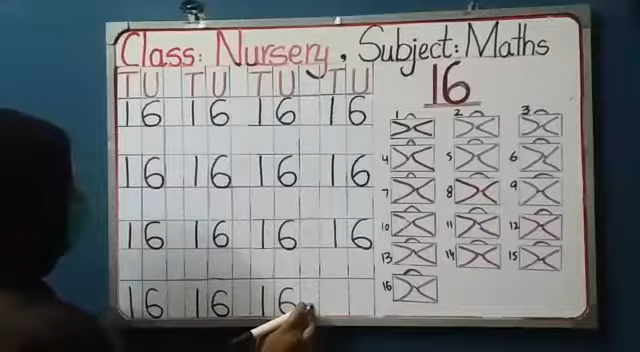 Class: Nursery, Subject: Maths
T U T U T U T U
16
16 16 16 16
16 16 16 16
16 16 16 16
16 16 16
1 2 3
4 5 6
7 8 9
10 11 12
13 14 15
16